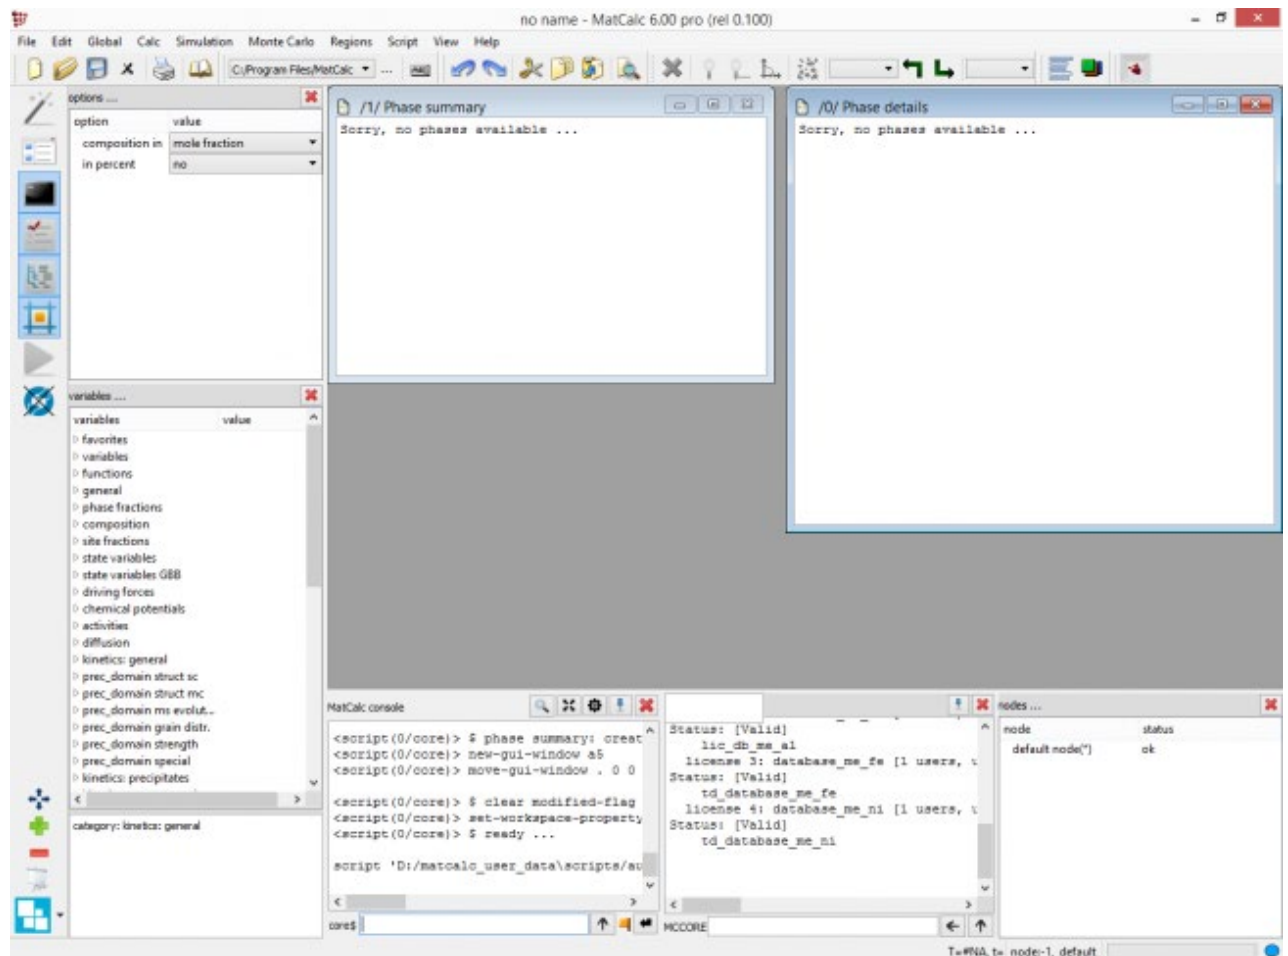 no name - MatCalc 6.00 pro (rel 0.100)
File Edit Global Calc Simulation Monte Carlo Regions Script View Help
C:/Program Files/MatCalc ...
options ...
option value
composition in mole fraction
in percent no
/1/ Phase summary
Sorry, no phases available ...
/0/ Phase details
Sorry, no phases available ...
variables ...
variables value
favorites
variables
functions
general
phase fractions
composition
site fractions
state variables
state variables GBB
driving forces
chemical potentials
activities
diffusion
kinetics: general
prec_domain struct sc
prec_domain struct mc
prec_domain ms evolut...
prec_domain grain distr.
prec_domain strength
prec_domain special
kinetics: precipitates
category: kinetics: general
MatCalc console
<script(0/core)> $ phase summary: creat
<script(0/core)> new-gui-window a5
<script(0/core)> move-gui-window . 0 0
<script(0/core)> $ clear modified-flag
<script(0/core)> set-workspace-property
<script(0/core)> $ ready ...
script 'D:/matcalc_user_data\scripts/au
core$
Status: [Valid]
lic_db_me_al
license 3: database_me_fe [1 users, v
Status: [Valid]
td_database_me_fe
license 4: database_me_ni [1 users, v
Status: [Valid]
td_database_me_ni
MCCORE
nodes ...
node status
default node(*) ok
T=#NA, t= node:-1, default